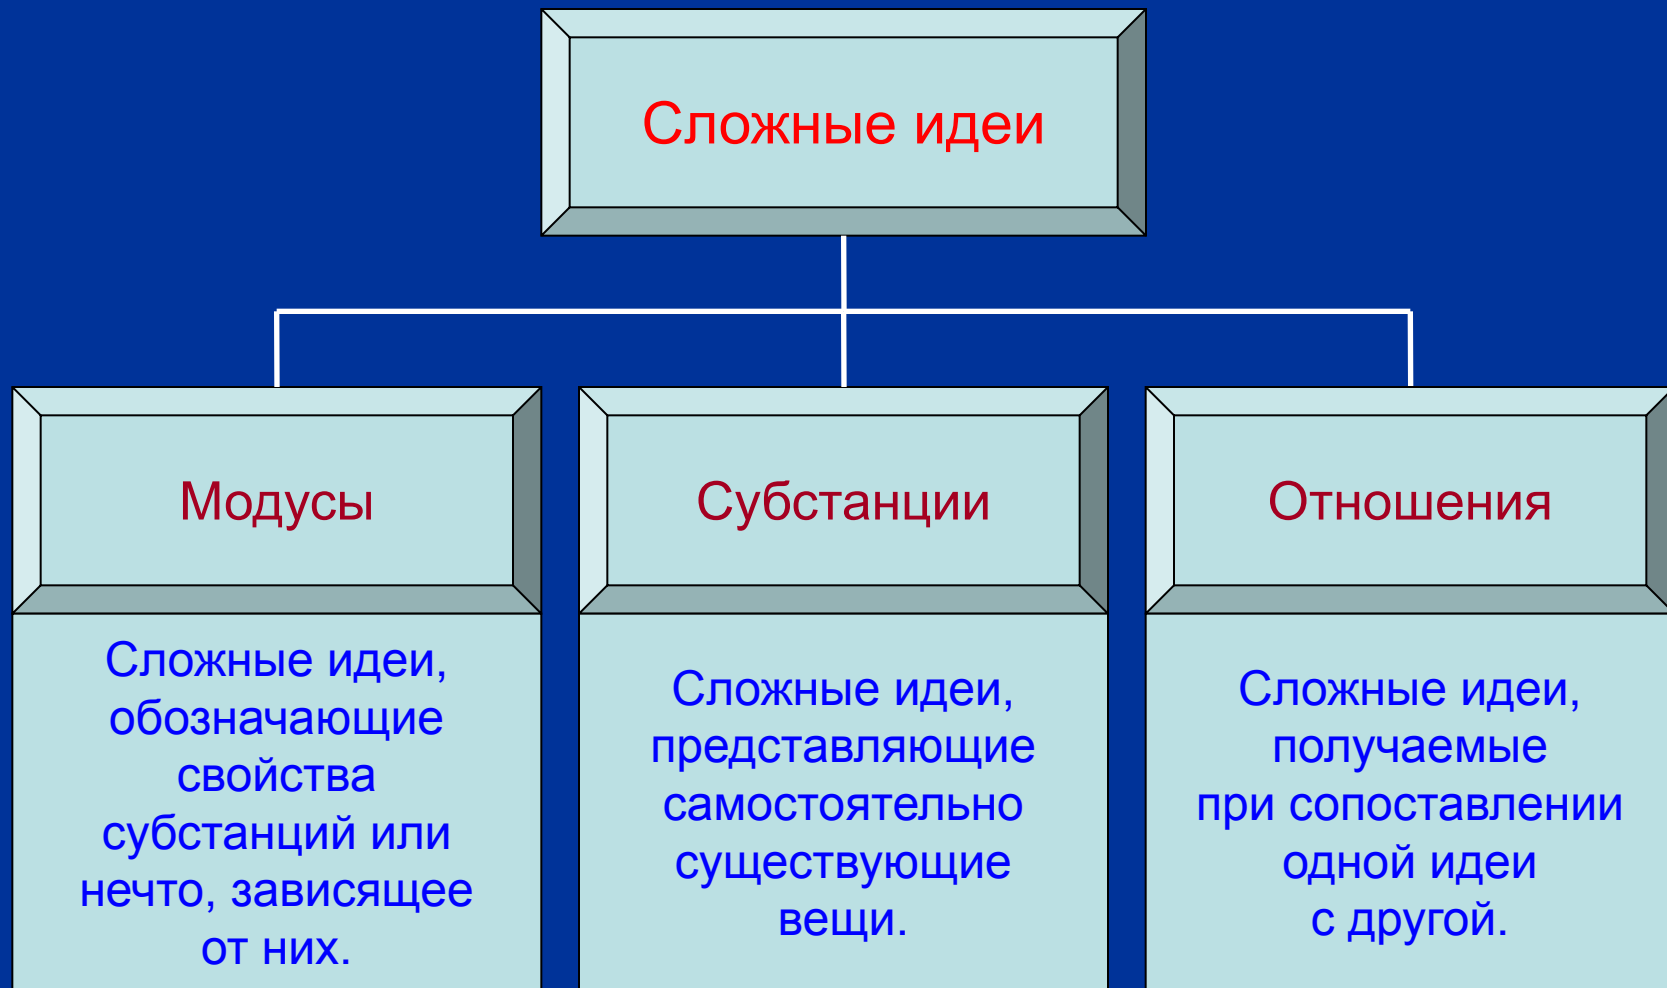 Сложные идеи
Модусы
Сложные идеи,
обозначающие
свойства
субстанций или
нечто, зависящее
от них.
Субстанции
Сложные идеи,
представляющие
самостоятельно
существующие
вещи.
Отношения
Сложные идеи,
получаемые
при сопоставлении
одной идеи
с другой.